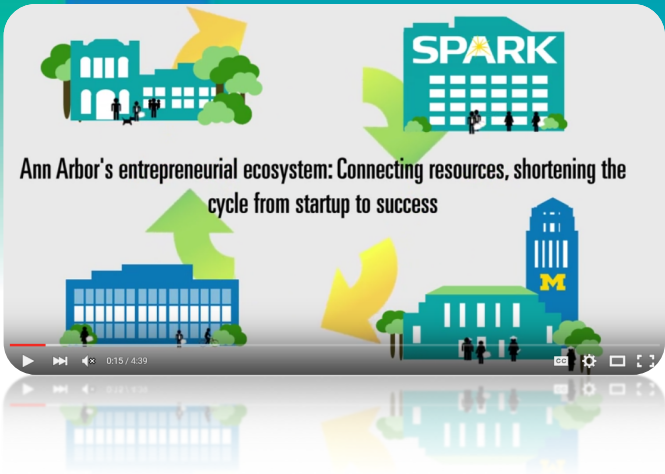 SPARK
Ann Arbor's entrepreneurial ecosystem: Connecting resources, shortening the
cycle from startup to success
M
0:15 / 4:39
CC